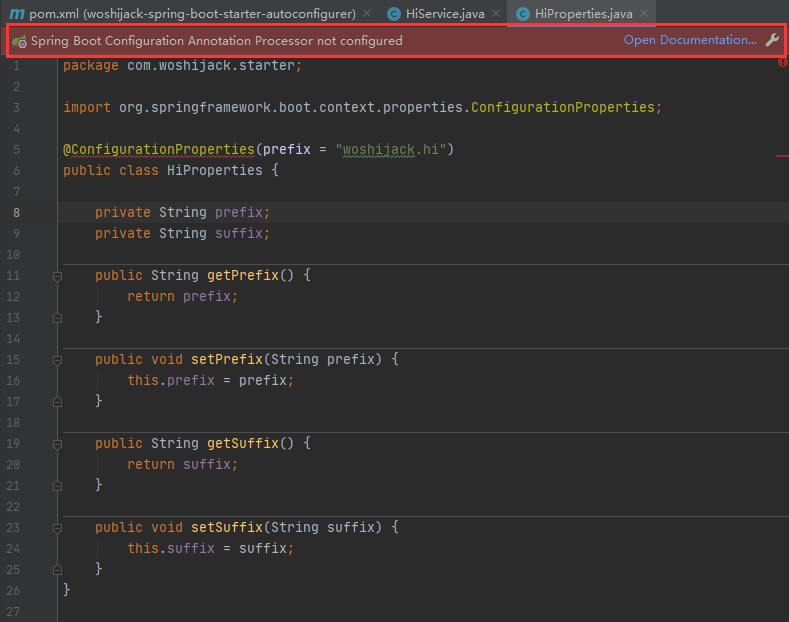 pom.xml (woshijack-spring-boot-starter-autoconfigurer) HiService.java HiProperties.java
Spring Boot Configuration Annotation Processor not configured Open Documentation...
1 package com.woshijack.starter;
2
3 import org.springframework.boot.context.properties.ConfigurationProperties;
4
5 @ConfigurationProperties(prefix = "woshijack.hi")
6 public class HiProperties {
7
8 private String prefix;
9 private String suffix;
10
11 public String getPrefix() {
12 return prefix;
13 }
14
15 public void setPrefix(String prefix) {
16 this.prefix = prefix;
17 }
18
19 public String getSuffix() {
20 return suffix;
21 }
22
23 public void setSuffix(String suffix) {
24 this.suffix = suffix;
25 }
26 }
27